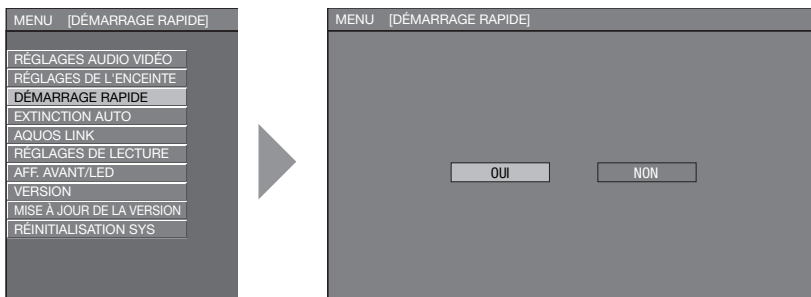 MENU [DÉMARRAGE RAPIDE]
RÉGLAGES AUDIO VIDÉO
RÉGLAGES DE L'ENCEINTE
DÉMARRAGE RAPIDE
EXTINCTION AUTO
AQUOS LINK
RÉGLAGES DE LECTURE
AFF. AVANT/LED
VERSION
MISE À JOUR DE LA VERSION
RÉINITIALISATION SYS
MENU [DÉMARRAGE RAPIDE]
OUI NON